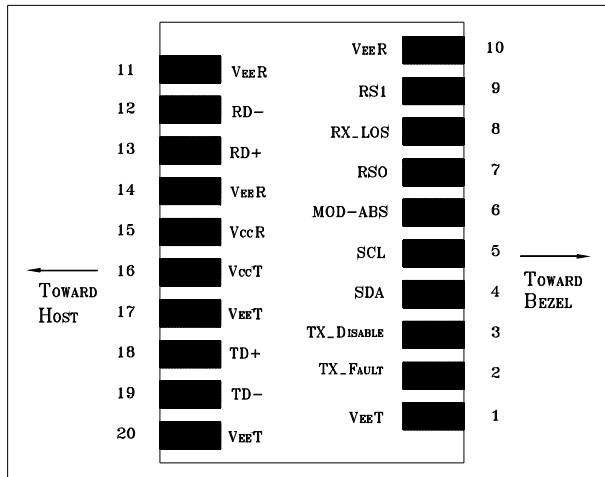 11 VEER
12 RD-
13 RD+
14 VEER
15 VCCR
16 VCCT
17 VEET
18 TD+
19 TD-
20 VEET
TOWARD
HOST
VEER 10
RS1 9
RX_LOS 8
RS0 7
MOD-ABS 6
SCL 5
SDA 4
TX_DISABLE 3
TX_FAULT 2
VEET 1
TOWARD
BEZEL